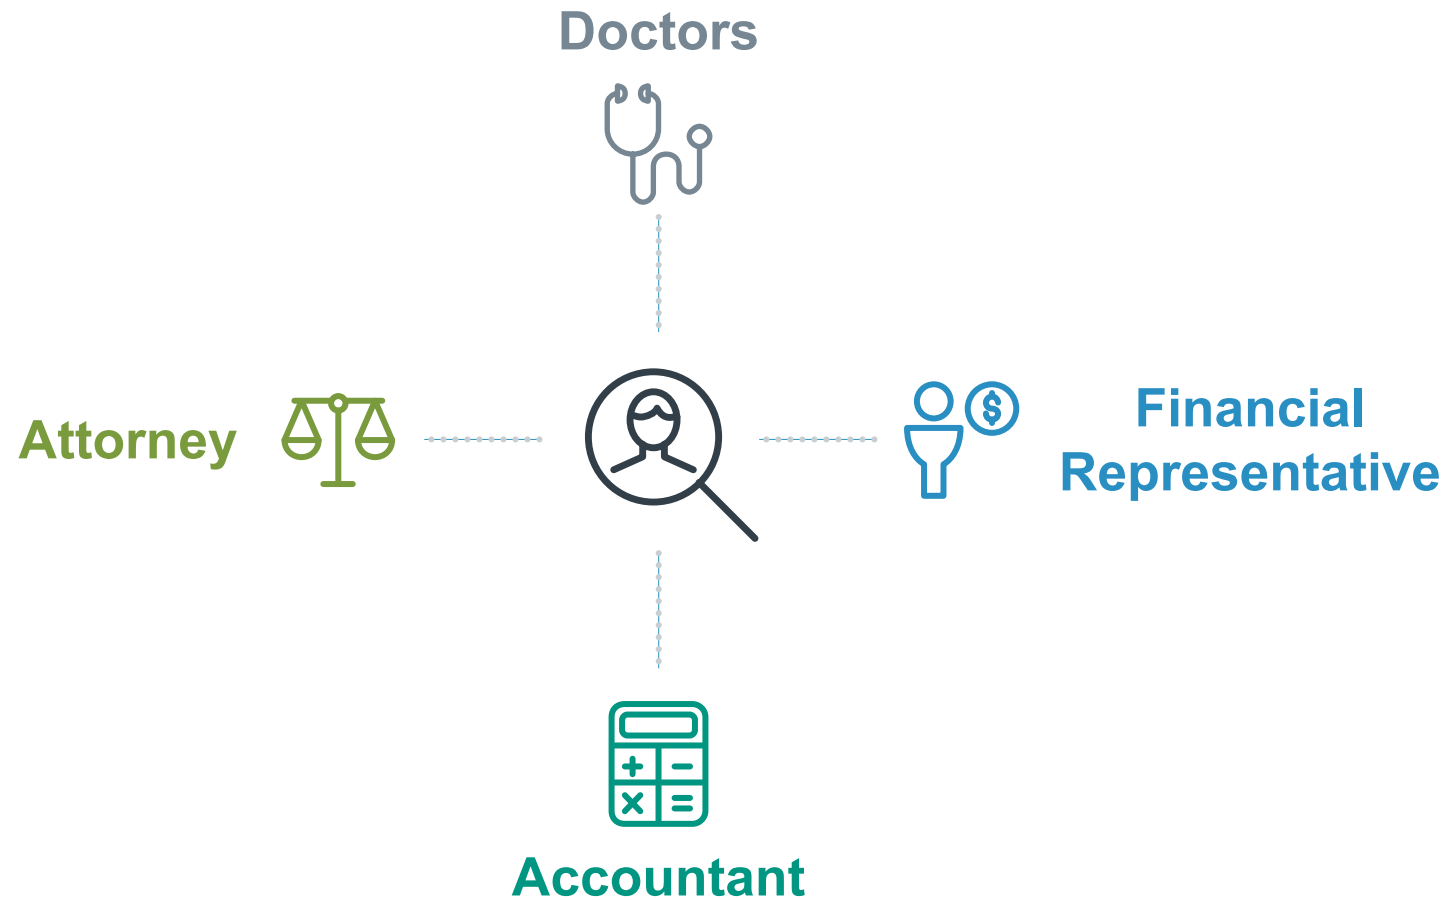 Doctors
Attorney
Financial
Representative
Accountant